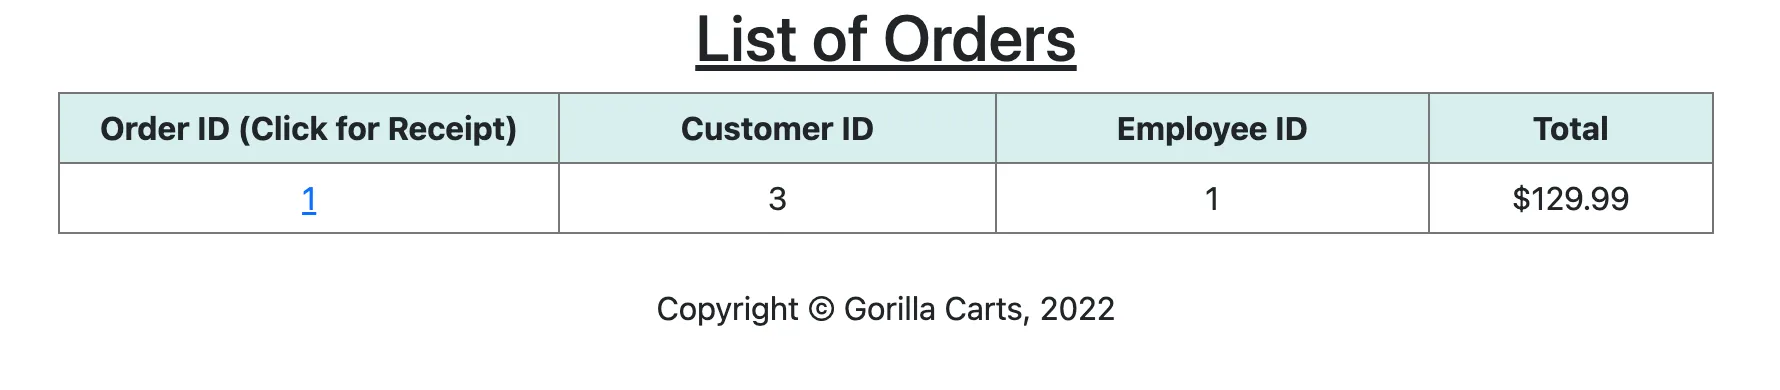 List of Orders
Order ID (Click for Receipt) Customer ID Employee ID Total
1 3 1 $129.99
Copyright © Gorilla Carts, 2022